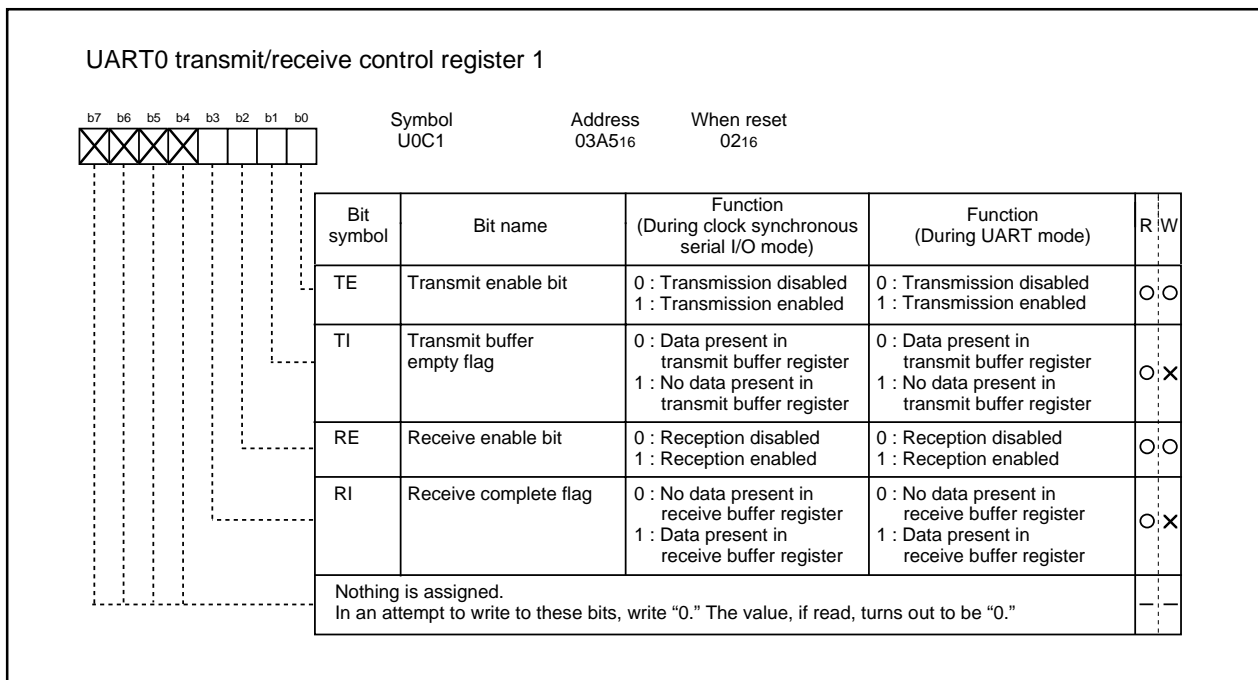 UART0 transmit/receive control register 1
b7 b6 b5 b4 b3 b2 b1 b0
Symbol Address When reset
U0C1 03A516 0216
Bit symbol
Bit name
Function
(During clock synchronous
serial I/O mode)
Function
(During UART mode)
R W
TE
Transmit enable bit
0 : Transmission disabled
1 : Transmission enabled
0 : Transmission disabled
1 : Transmission enabled
TI
Transmit buffer
empty flag
0 : Data present in
transmit buffer register
1 : No data present in
transmit buffer register
0 : Data present in
transmit buffer register
1 : No data present in
transmit buffer register
RE
Receive enable bit
0 : Reception disabled
1 : Reception enabled
0 : Reception disabled
1 : Reception enabled
RI
Receive complete flag
0 : No data present in
receive buffer register
1 : Data present in
receive buffer register
0 : No data present in
receive buffer register
1 : Data present in
receive buffer register
Nothing is assigned.
In an attempt to write to these bits, write “0.” The value, if read, turns out to be “0.”